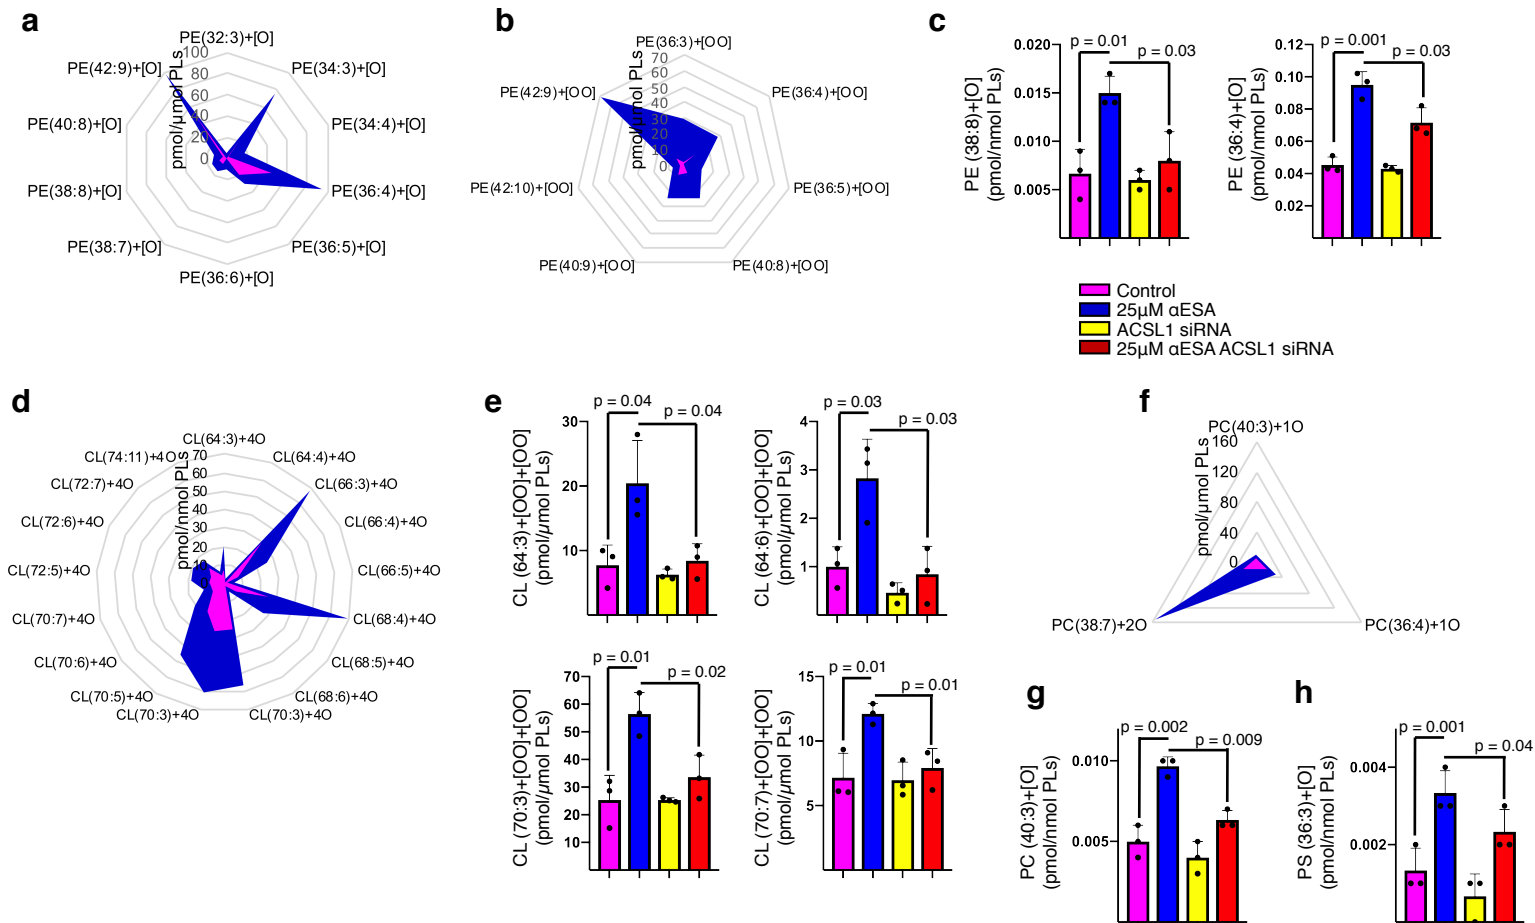 a
PE(32:3)+[O]
PE(34:3)+[O]
PE(34:4)+[O]
PE(36:4)+[O]
PE(36:5)+[O]
PE(36:6)+[O]
PE(38:7)+[O]
PE(38:8)+[O]
PE(40:8)+[O]
PE(42:9)+[O]
100
80
60
40
20
0
pmol/µmol PLs
b
PE(36:3)+[OO]
PE(36:4)+[OO]
PE(36:5)+[OO]
PE(40:8)+[OO]
PE(40:9)+[OO]
PE(42:10)+[OO]
PE(42:9)+[OO]
70
60
50
40
30
20
10
0
pmol/µmol PLs
c
PE (38:8)+[O]
(pmol/nmol PLs)
0.020
0.015
0.010
0.005
p = 0.01
p = 0.03
PE (36:4)+[O]
(pmol/nmol PLs)
0.12
0.10
0.08
0.06
0.04
0.02
p = 0.001
p = 0.03
Control
25µM αESA
ACSL1 siRNA
25µM αESA ACSL1 siRNA
d
CL(64:3)+4O
CL(64:4)+4O
CL(66:3)+4O
CL(66:4)+4O
CL(66:5)+4O
CL(68:4)+4O
CL(68:5)+4O
CL(68:6)+4O
CL(70:3)+4O
CL(70:3)+4O
CL(70:5)+4O
CL(70:6)+4O
CL(70:7)+4O
CL(72:5)+4O
CL(72:6)+4O
CL(72:7)+4O
CL(74:11)+4O
70
60
50
40
30
20
10
0
pmol/nmol PLs
e
CL (64:3)+[OO]+[OO]
(pmol/µmol PLs)
30
20
10
p = 0.04
p = 0.04
CL (64:6)+[OO]+[OO]
(pmol/µmol PLs)
4
3
2
1
p = 0.03
p = 0.03
CL (70:3)+[OO]+[OO]
(pmol/µmol PLs)
70
60
50
40
30
20
10
p = 0.01
p = 0.02
CL (70:7)+[OO]+[OO]
(pmol/µmol PLs)
15
10
5
p = 0.01
p = 0.01
f
PC(40:3)+1O
PC(36:4)+1O
PC(38:7)+2O
160
120
80
40
0
pmol/µmol PLs
g
PC (40:3)+[O]
(pmol/nmol PLs)
0.010
0.005
p = 0.002
p = 0.009
h
PS (36:3)+[O]
(pmol/nmol PLs)
0.004
0.002
p = 0.001
p = 0.04